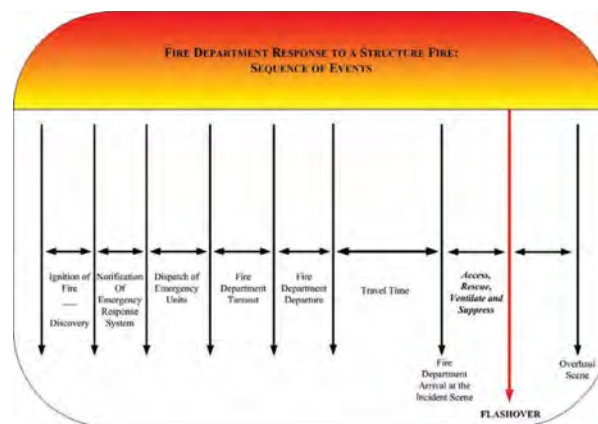 FIRE DEPARTMENT RESPONSE TO A STRUCTURE FIRE:
SEQUENCE OF EVENTS
Ignition of
Fire
Discovery
Notification
Of
Emergency
Response
System
Dispatch of
Emergency
Units
Fire
Department
Turnout
Fire
Department
Departure
Travel Time
Access,
Rescue,
Ventilate and
Suppress
Fire
Department
Arrival at the
Incident Scene
FLASHOVER
Overhaul
Scene